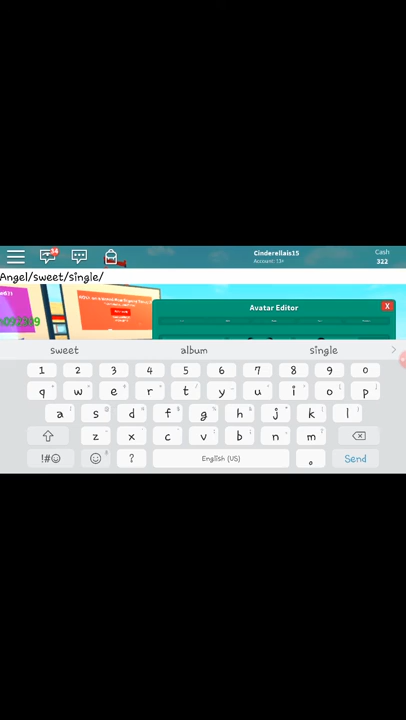 Cinderellais15
Account: 13+
Cash
322
Angel/sweet/single/
Avatar Editor
X
sweet album single
1 2 3 4 5 6 7 8 9 0
q w e r t y u i o p
a s d f g h j k l
z x c v b n m
!#☺ ? English (US) Send